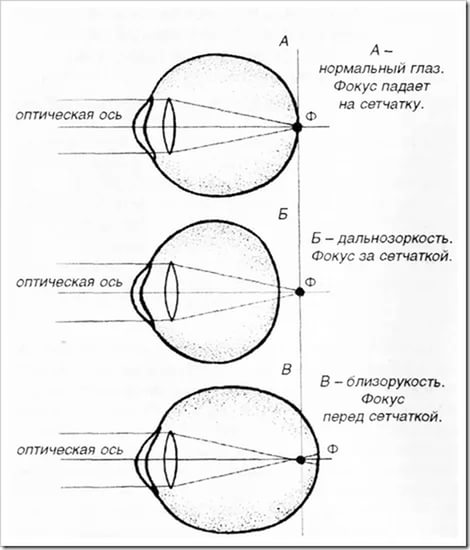 А
А –
нормальный глаз.
Фокус падает
на сетчатку.
Ф
оптическая ось
Б
Б – дальнозоркость.
Фокус за сетчаткой.
Ф
оптическая ось
В
В – близорукость.
Фокус
перед сетчаткой.
Ф
оптическая ось